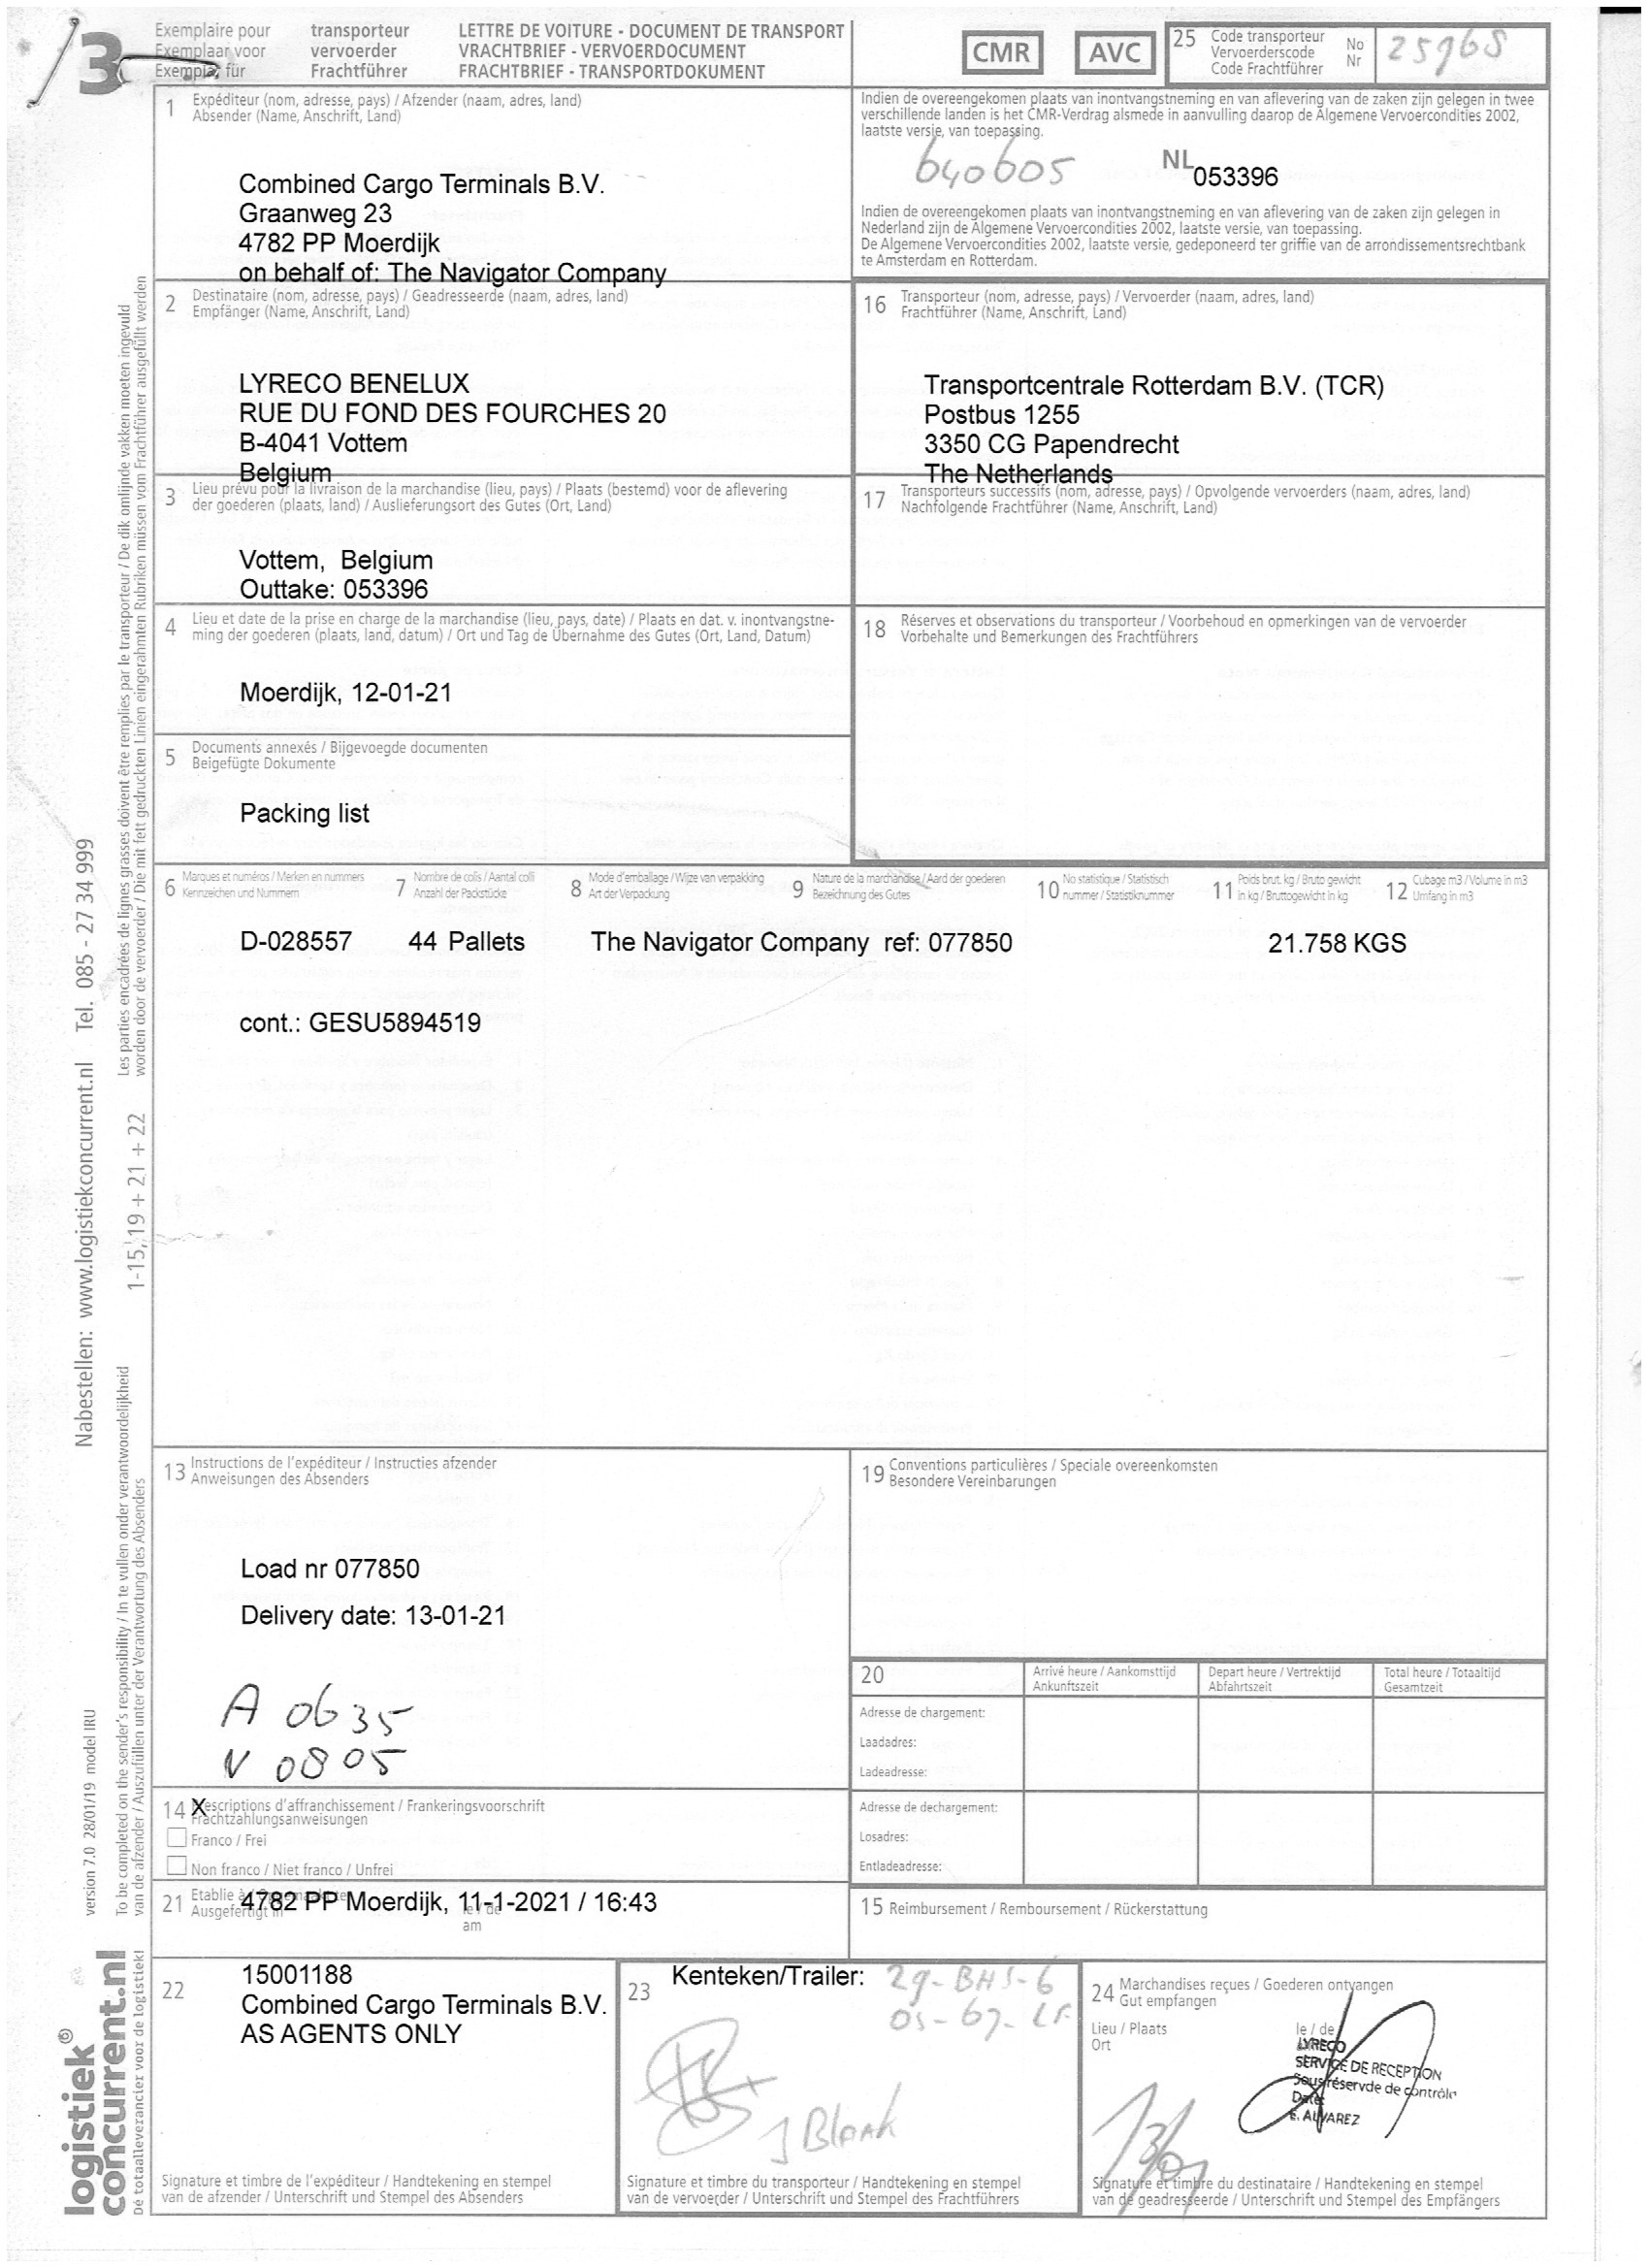 3
Exemplaire pour transporteur
Exemplaar voor vervoerder
Exemplar für Frachtführer
LETTRE DE VOITURE - DOCUMENT DE TRANSPORT
VRACHTBRIEF - VERVOERDOCUMENT
FRACHTBRIEF - TRANSPORTDOKUMENT
CMR
AVC
25 Code transporteur No
Vervoerderscode Nr
Code Frachtführer
25965
1 Expéditeur (nom, adresse, pays) / Afzender (naam, adres, land)
Absender (Name, Anschrift, Land)
Combined Cargo Terminals B.V.
Graanweg 23
4782 PP Moerdijk
on behalf of: The Navigator Company
Indien de overeengekomen plaats van inontvangstneming en van aflevering van de zaken zijn gelegen in twee
verschillende landen is het CMR-Verdrag alsmede in aanvulling daarop de Algemene Vervoercondities 2002,
laatste versie, van toepassing.
640605
NL 053396
Indien de overeengekomen plaats van inontvangstneming en van aflevering van de zaken zijn gelegen in
Nederland zijn de Algemene Vervoercondities 2002, laatste versie, van toepassing.
De Algemene Vervoercondities 2002, laatste versie, gedeponeerd ter griffie van de arrondissementsrechtbank
te Amsterdam en Rotterdam.
2 Destinataire (nom, adresse, pays) / Geadresseerde (naam, adres, land)
Empfänger (Name, Anschrift, Land)
LYRECO BENELUX
RUE DU FOND DES FOURCHES 20
B-4041 Vottem
Belgium
16 Transporteur (nom, adresse, pays) / Vervoerder (naam, adres, land)
Frachtführer (Name, Anschrift, Land)
Transportcentrale Rotterdam B.V. (TCR)
Postbus 1255
3350 CG Papendrecht
The Netherlands
3 Lieu prévu pour la livraison de la marchandise (lieu, pays) / Plaats (bestemd) voor de aflevering
der goederen (plaats, land) / Auslieferungsort des Gutes (Ort, Land)
Vottem, Belgium
Outtake: 053396
17 Transporteurs successifs (nom, adresse, pays) / Opvolgende vervoerders (naam, adres, land)
Nachfolgende Frachtführer (Name, Anschrift, Land)
4 Lieu et date de la prise en charge de la marchandise (lieu, pays, date) / Plaats en dat. v. inontvangstne-
ming der goederen (plaats, land, datum) / Ort und Tag de Übernahme des Gutes (Ort, Land, Datum)
Moerdijk, 12-01-21
18 Réserves et observations du transporteur / Voorbehoud en opmerkingen van de vervoerder
Vorbehalte und Bemerkungen des Frachtführers
5 Documents annexés / Bijgevoegde documenten
Beigefügte Dokumente
Packing list
6 Marques et numéros / Merken en nummers
Kennzeichen und Nummern
7 Nombre de colis / Aantal colli
Anzahl der Packstücke
8 Mode d'emballage / Wijze van verpakking
Art der Verpackung
9 Nature de la marchandise / Aard der goederen
Bezeichnung des Gutes
10 No statistique / Statistisch
nummer / Statistiknummer
11 Poids brut. kg / Bruto gewicht
in kg / Bruttogewicht in kg
12 Cubage m3 / Volume in m3
Umfang in m3
D-028557 44 Pallets The Navigator Company ref: 077850 21.758 KGS
cont.: GESU5894519
13 Instructions de l'expéditeur / Instructies afzender
Anweisungen des Absenders
Load nr 077850
Delivery date: 13-01-21
A 0635
V 0805
19 Conventions particulières / Speciale overeenkomsten
Besondere Vereinbarungen
20
Arrivé heure / Aankomsttijd
Ankunftszeit
Depart heure / Vertrektijd
Abfahrtszeit
Total heure / Totaaltijd
Gesamtzeit
Adresse de chargement:
Laadadres:
Ladeadresse:
Adresse de dechargement:
Losadres:
Entladeadresse:
14 X escriptions d'affranchissement / Frankeringsvoorschrift
Frachtzahlungsanweisungen
Franco / Frei
Non franco / Niet franco / Unfrei
21 Etablie à
Ausgefertigt in
4782 PP Moerdijk, 11-1-2021 / 16:43
am
15 Reimbursement / Remboursement / Rückerstattung
22
15001188
Combined Cargo Terminals B.V.
AS AGENTS ONLY
Signature et timbre de l'expéditeur / Handtekening en stempel
van de afzender / Unterschrift und Stempel des Absenders
23
Kenteken/Trailer: 29-BHS-6
J Blank
Signature et timbre du transporteur / Handtekening en stempel
van de vervoerder / Unterschrift und Stempel des Frachtführers
24 Marchandises reçues / Goederen ontvangen
Gut empfangen
Lieu / Plaats
Ort
le / de
LYRECO
SERVICE DE RECEPTION
Sous réservde de contrôle
Date:
E. ALVAREZ
13/01
Signature et timbre du destinataire / Handtekening en stempel
van de geadresseerde / Unterschrift und Stempel des Empfängers
Nabestellen: www.logistiekconcurrent.nl Tel. 085 - 27 34 999
Les parties encadrées de lignes grasses doivent être remplies par le transporteur / De dik omlijnde vakken moeten ingevuld
worden door de vervoerder / Die mit fett gedruckten Linien eingerahmten Rubriken müssen vom Frachtführer ausgefüllt werden
1-15, 19 + 21 + 22
To be completed on the sender's responsibility / In te vullen onder verantwoordelijkheid
van de afzender / Auszufüllen unter der Verantwortung des Absenders
version 7.0 28/01/19 model IRU
logistiek©
concurrent.nl
Dé totaalleverancier voor de logistiek!